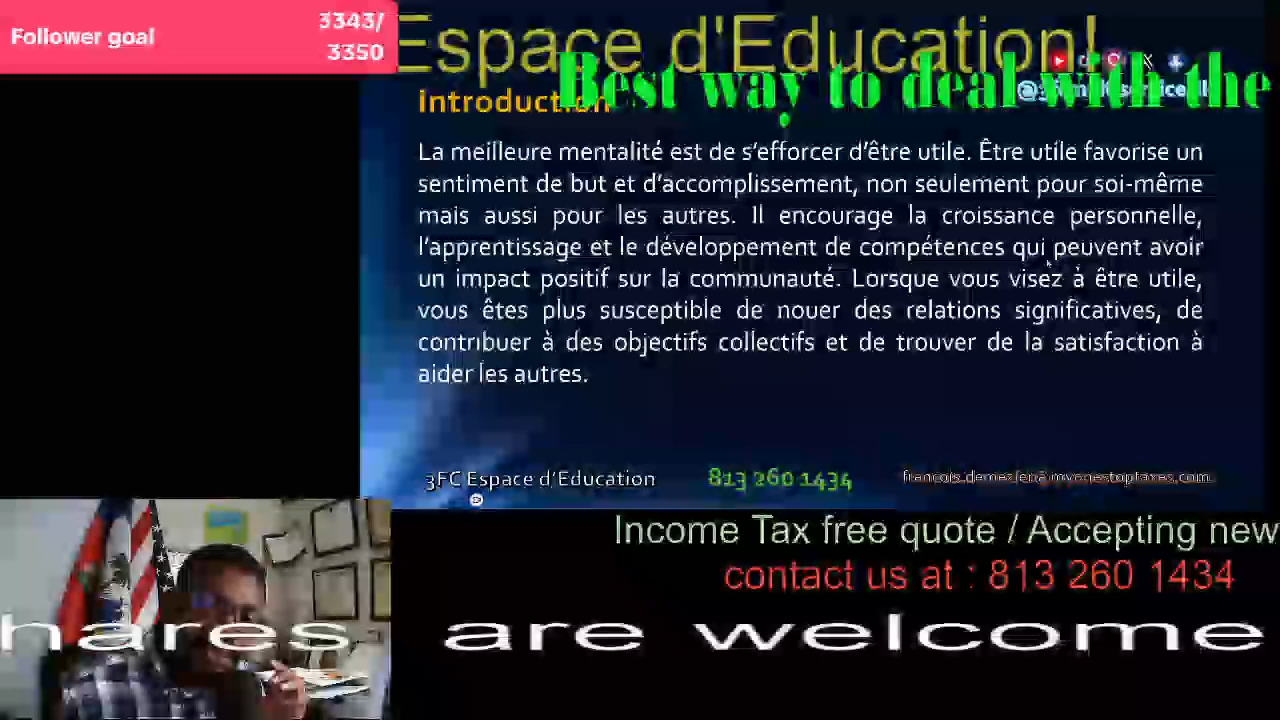 Follower goal
3343/
3350
Espace d'Education!
Best way to deal with the
Introduction
La meilleure mentalité est de s'efforcer d'être utile. Être utile favorise un
sentiment de but et d'accomplissement, non seulement pour soi-même
mais aussi pour les autres. Il encourage la croissance personnelle,
l'apprentissage et le développement de compétences qui peuvent avoir
un impact positif sur la communauté. Lorsque vous visez à être utile,
vous êtes plus susceptible de nouer des relations significatives, de
contribuer à des objectifs collectifs et de trouver de la satisfaction à
aider les autres.
3FC Espace d'Education
813 260 1434
Income Tax free quote / Accepting new
contact us at : 813 260 1434
hares are welcome